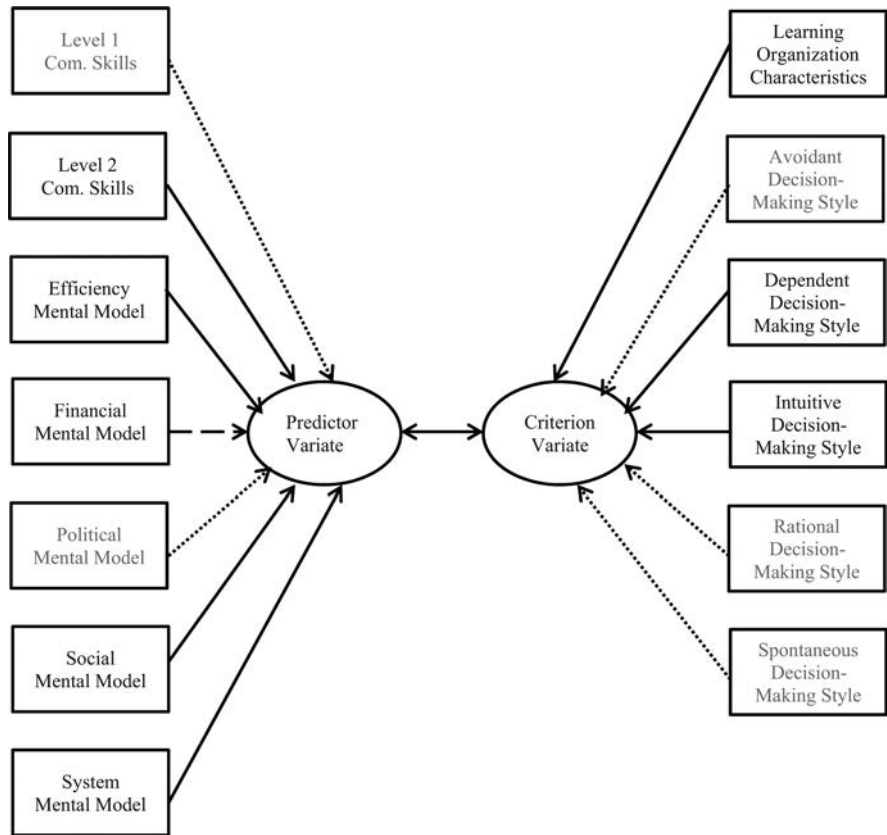 Level 1
Com. Skills
Level 2
Com. Skills
Efficiency
Mental Model
Financial
Mental Model
Political
Mental Model
Social
Mental Model
System
Mental Model
Predictor
Variate
Criterion
Variate
Learning
Organization
Characteristics
Avoidant
Decision-
Making Style
Dependent
Decision-
Making Style
Intuitive
Decision-
Making Style
Rational
Decision-
Making Style
Spontaneous
Decision-
Making Style